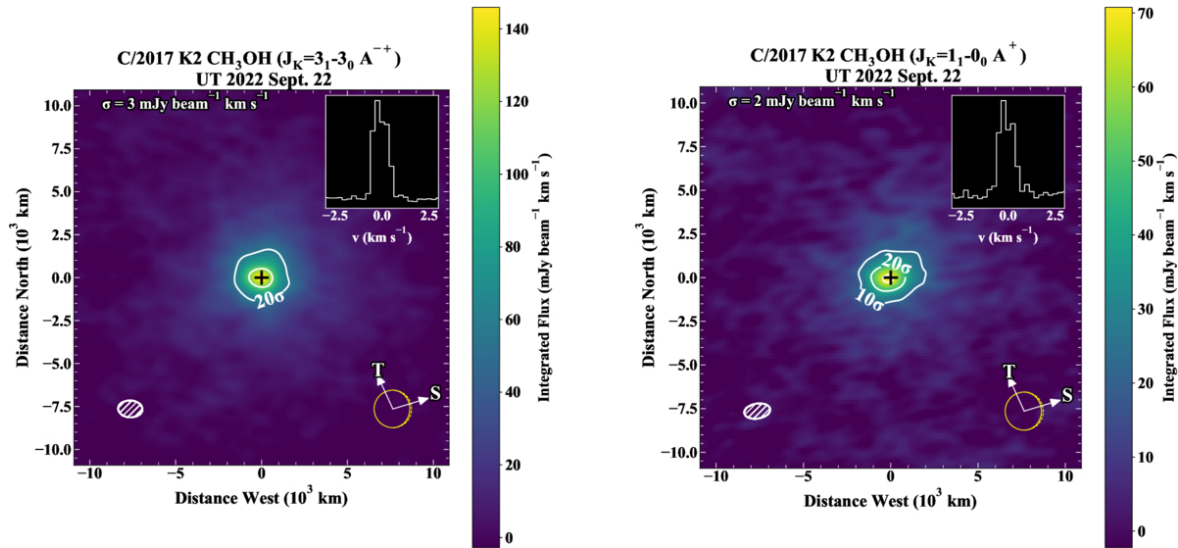 C/2017 K2 CH₃OH (J_K=3₁-3₀ A⁻⁺)
UT 2022 Sept. 22
σ = 3 mJy beam⁻¹ km s⁻¹
−2.5 0.0 2.5
v (km s⁻¹)
20σ
T
S
10.0
7.5
5.0
2.5
0.0
−2.5
−5.0
−7.5
−10.0
Distance North (10³ km)
−10 −5 0 5 10
Distance West (10³ km)
140
120
100
80
60
40
20
0
Integrated Flux (mJy beam⁻¹ km s⁻¹)
C/2017 K2 CH₃OH (J_K=1₁-0₀ A⁺)
UT 2022 Sept. 22
σ = 2 mJy beam⁻¹ km s⁻¹
−2.5 0.0 2.5
v (km s⁻¹)
20σ
10σ
T
S
10.0
7.5
5.0
2.5
0.0
−2.5
−5.0
−7.5
−10.0
Distance North (10³ km)
−10 −5 0 5 10
Distance West (10³ km)
70
60
50
40
30
20
10
0
Integrated Flux (mJy beam⁻¹ km s⁻¹)